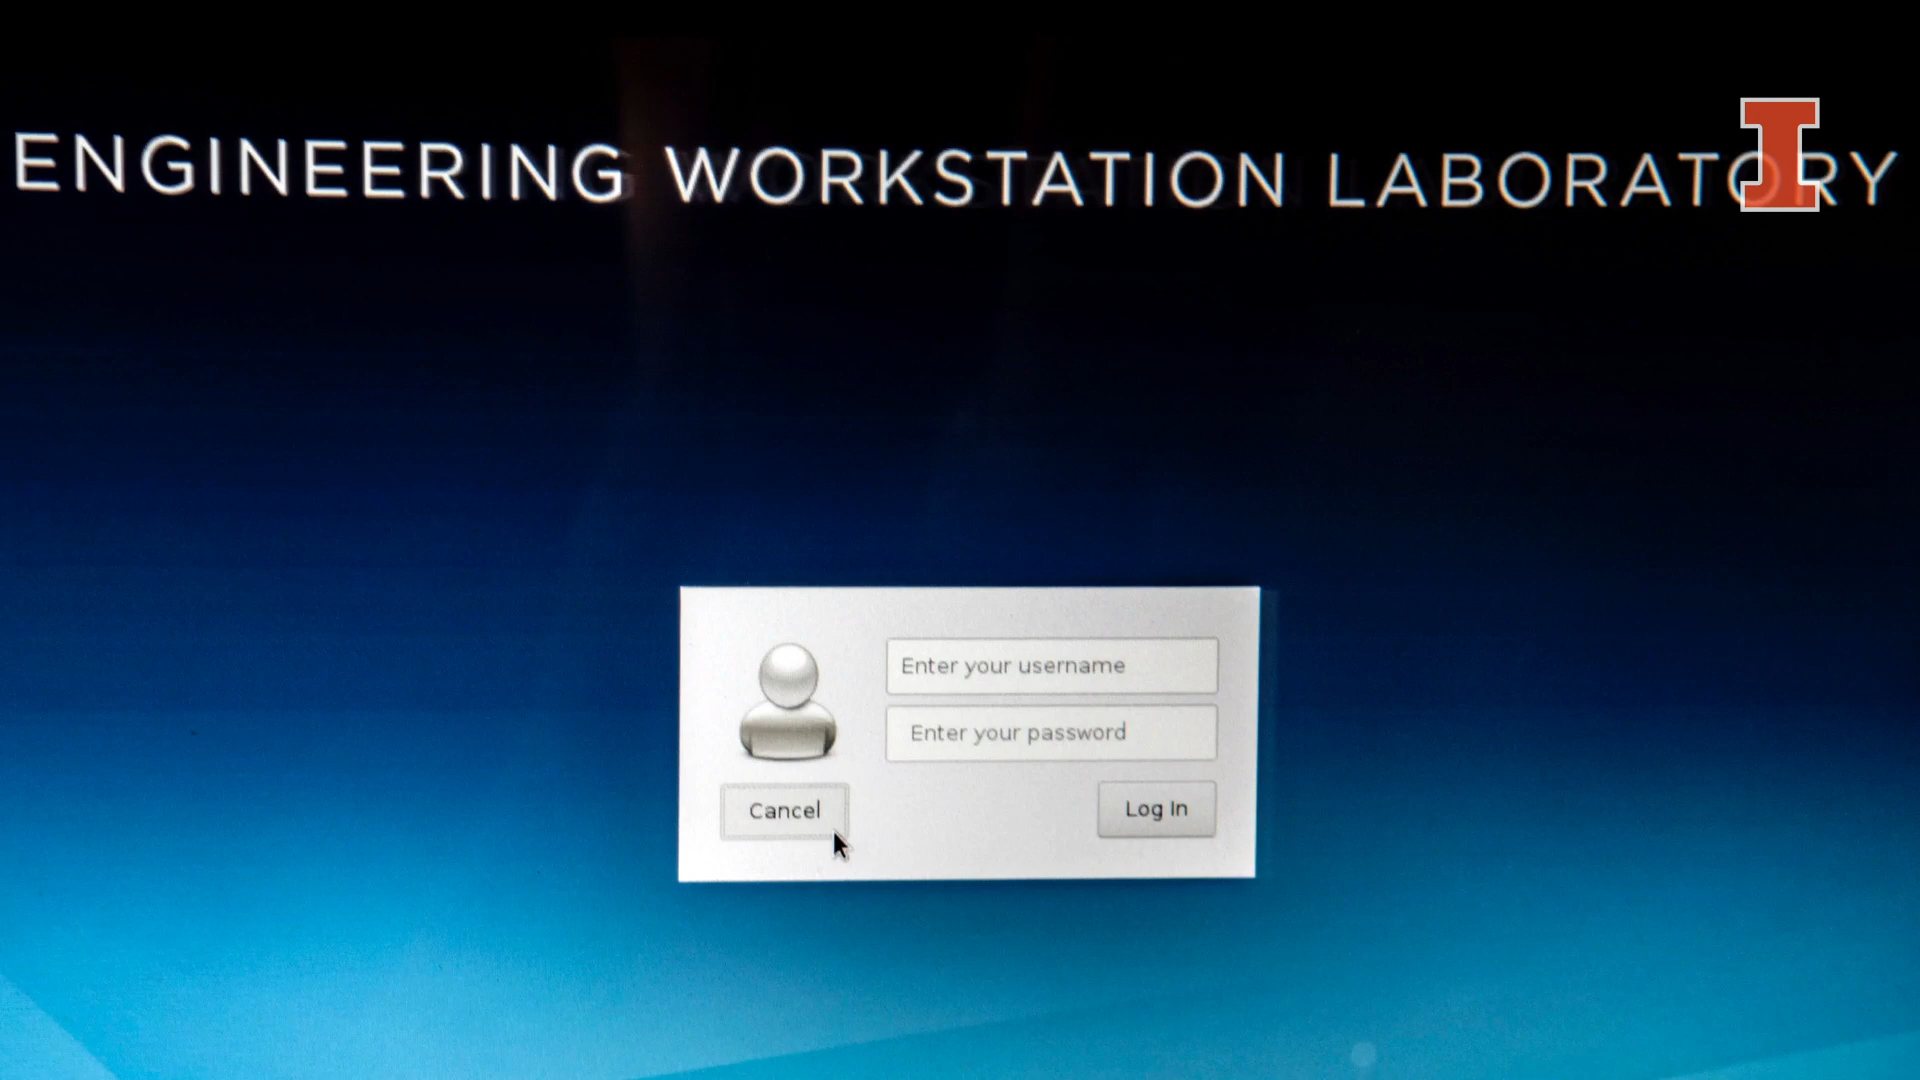 ENGINEERING WORKSTATION LABORATORY
I
Enter your username
Enter your password
Cancel
Log In